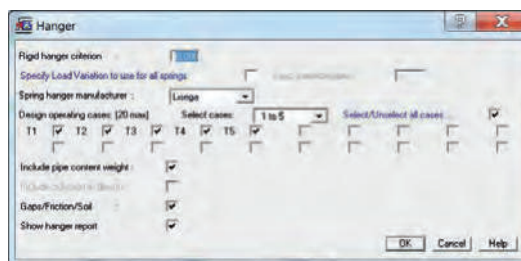 Hanger
Rigid hanger criterion :
Specify Load Variation to use for all springs
Spring hanger manufacturer : Lisega
Design operating cases: (20 max) Select cases: 1 to 5 Select/Unselect all cases
T1 T2 T3 T4 T5
Include pipe content weight :
Gaps/Friction/Soil :
Show hanger report
OK Cancel Help